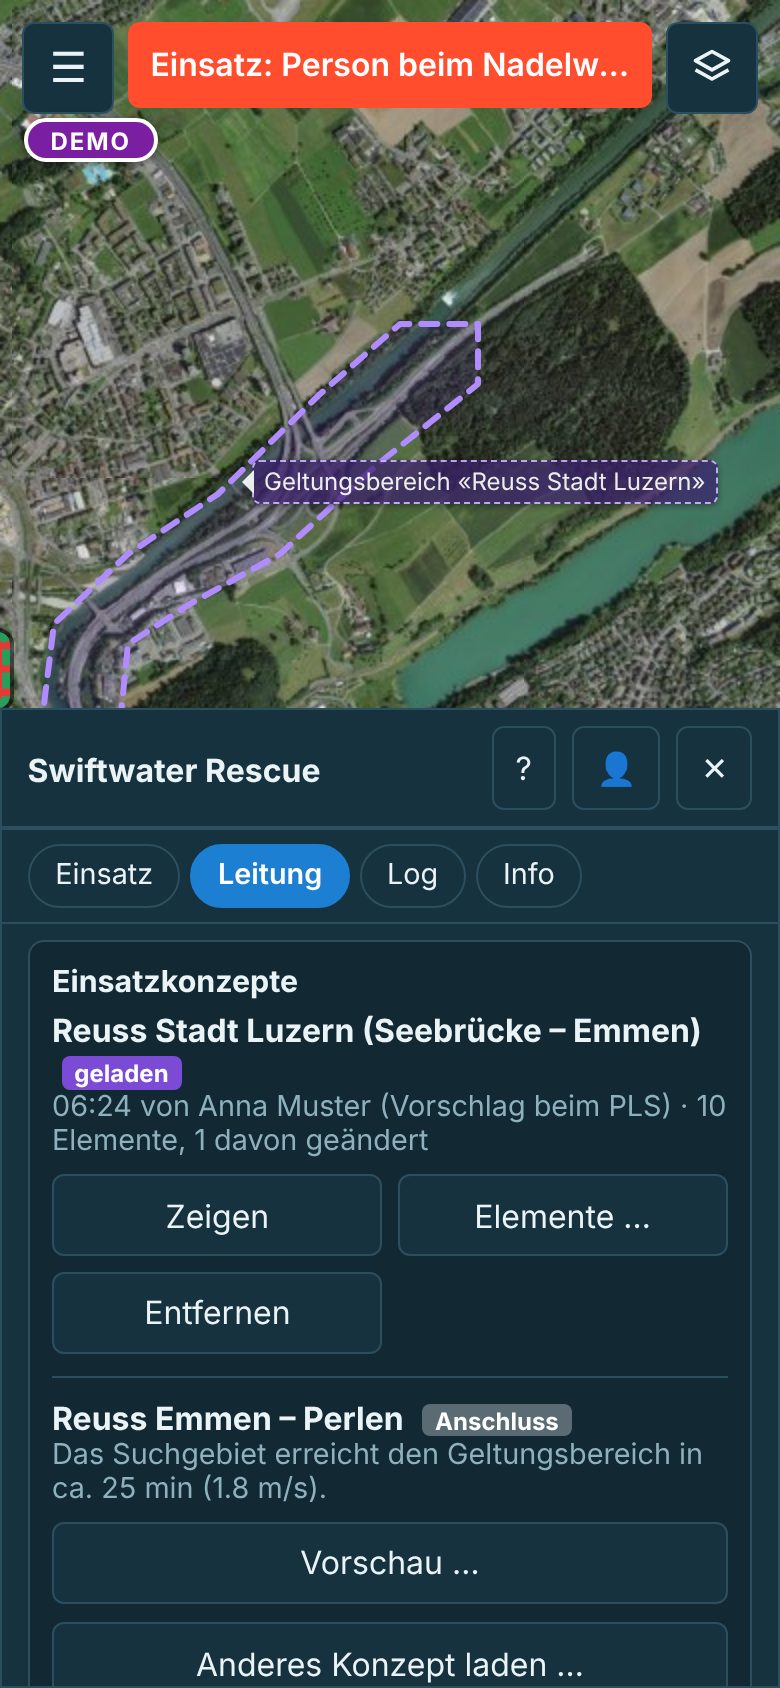 Einsatz: Person beim Nadelw...
DEMO
Geltungsbereich «Reuss Stadt Luzern»
Swiftwater Rescue
?
Einsatz
Leitung
Log
Info
Einsatzkonzepte
Reuss Stadt Luzern (Seebrücke – Emmen)
geladen
06:24 von Anna Muster (Vorschlag beim PLS) · 10
Elemente, 1 davon geändert
Zeigen
Elemente ...
Entfernen
Reuss Emmen – Perlen Anschluss
Das Suchgebiet erreicht den Geltungsbereich in
ca. 25 min (1.8 m/s).
Vorschau ...
Anderes Konzept laden ...